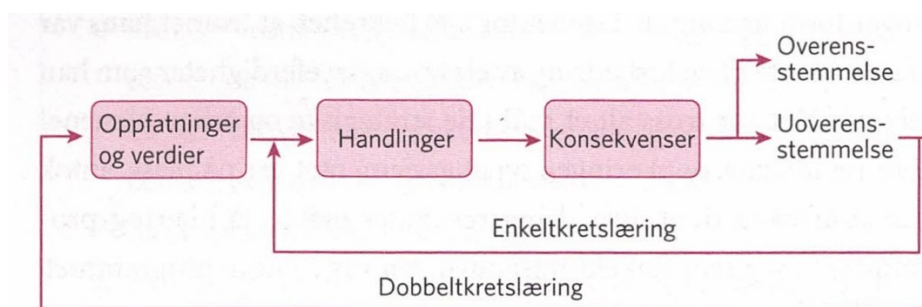 Overens-
stemmelse
Oppfatninger
og verdier
Handlinger
Konsekvenser
Uoverens-
stemmelse
Enkeltkretslæring
Dobbeltkretslæring